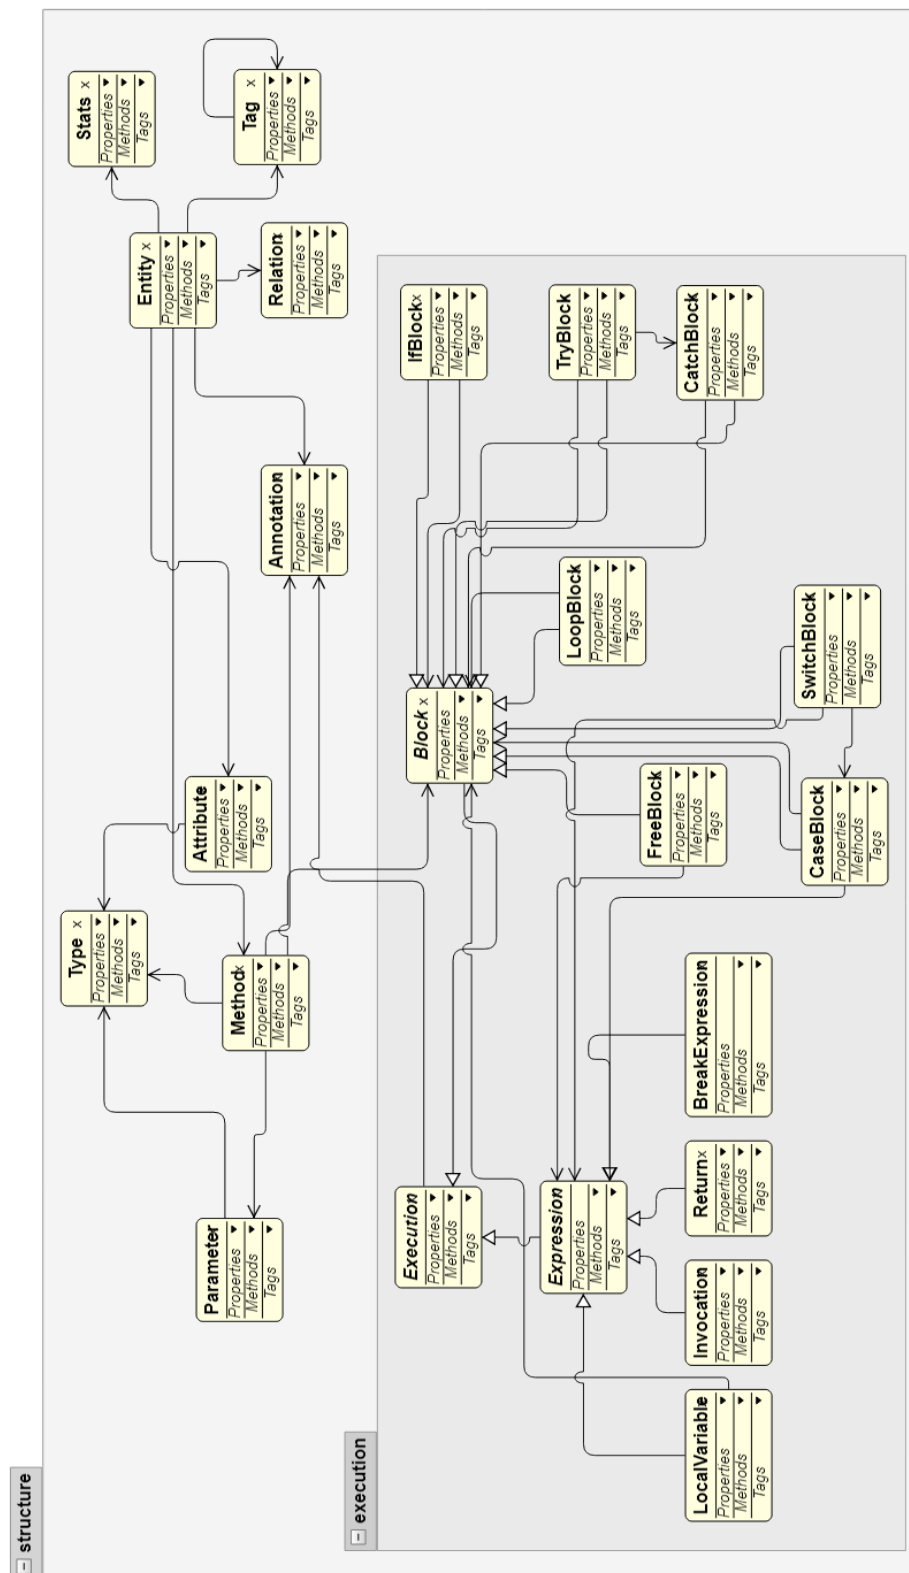 structure
Type x
Properties
Methods
Tags
Stats x
Properties
Methods
Tags
Entity x
Properties
Methods
Tags
Attribute
Properties
Methods
Tags
Parameter
Properties
Methods
Tags
Method x
Properties
Methods
Tags
Tag x
Properties
Methods
Tags
Annotation
Properties
Methods
Tags
Relation x
Properties
Methods
Tags
execution
Execution
Properties
Methods
Tags
Block x
Properties
Methods
Tags
IfBlock x
Properties
Methods
Tags
Expression
Properties
Methods
Tags
LoopBlock
Properties
Methods
Tags
TryBlock
Properties
Methods
Tags
FreeBlock
Properties
Methods
Tags
CatchBlock
Properties
Methods
Tags
LocalVariable
Properties
Methods
Tags
Invocation
Properties
Methods
Tags
Return x
Properties
Methods
Tags
BreakExpression
Properties
Methods
Tags
CaseBlock
Properties
Methods
Tags
SwitchBlock
Properties
Methods
Tags